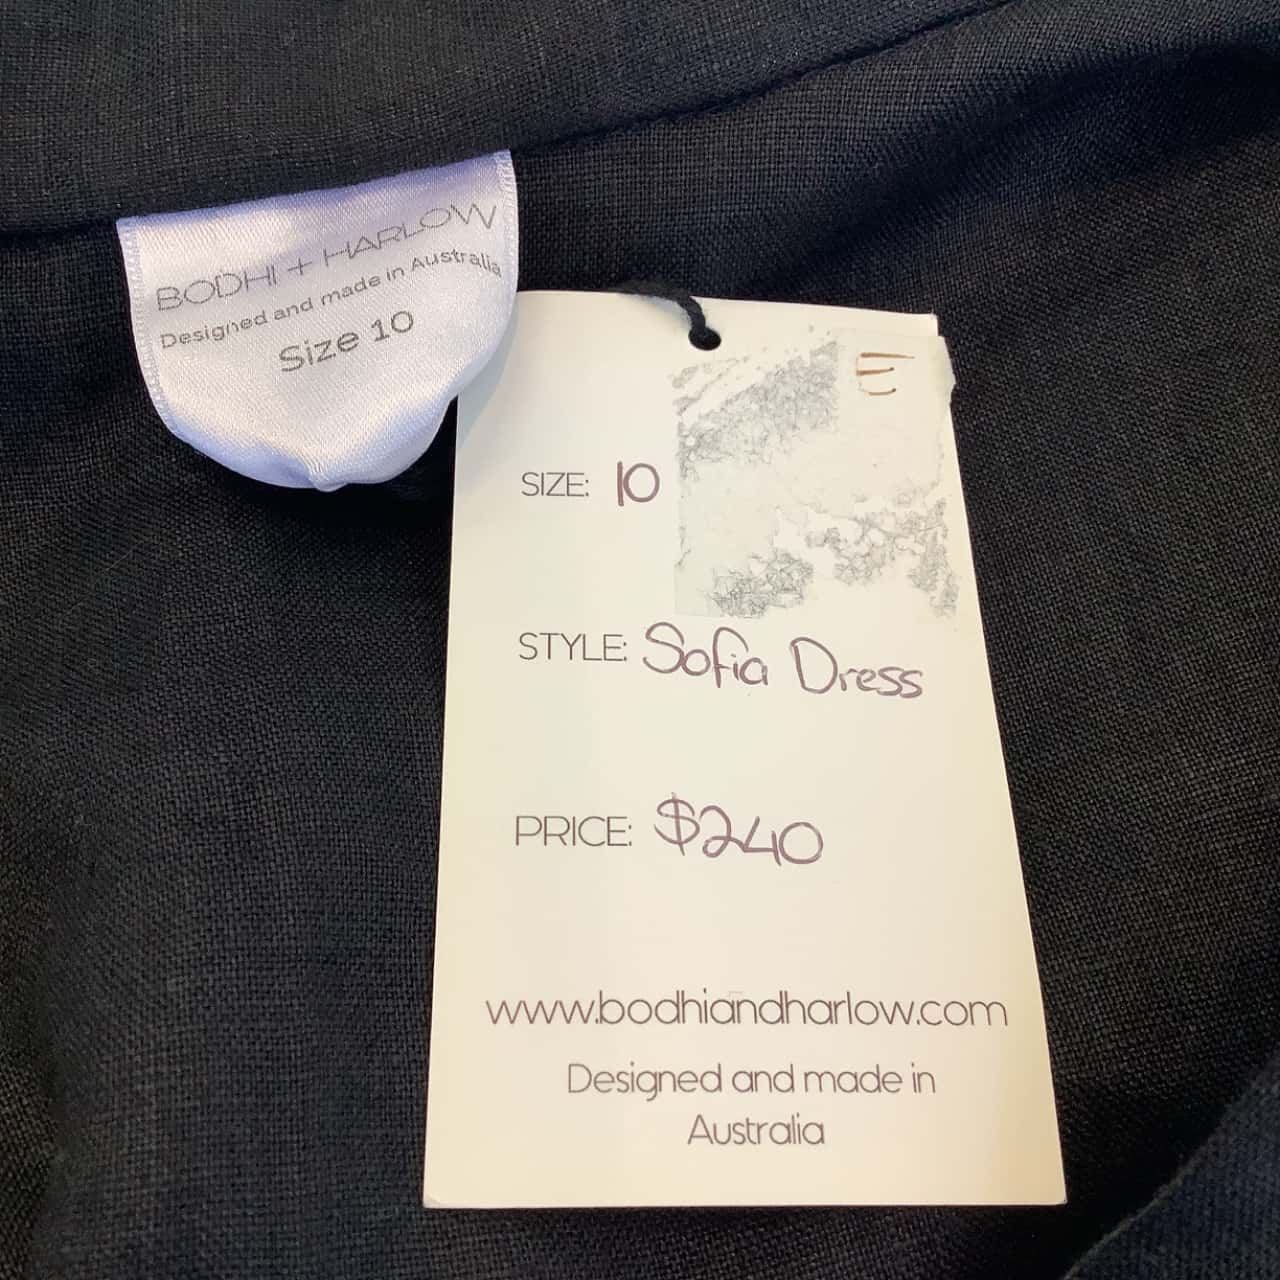 BODHI + HARLOW
Designed and made in Australia
Size 10
E
SIZE: 10
STYLE: Sofia Dress
PRICE: $240
www.bodhiandharlow.com
Designed and made in
Australia